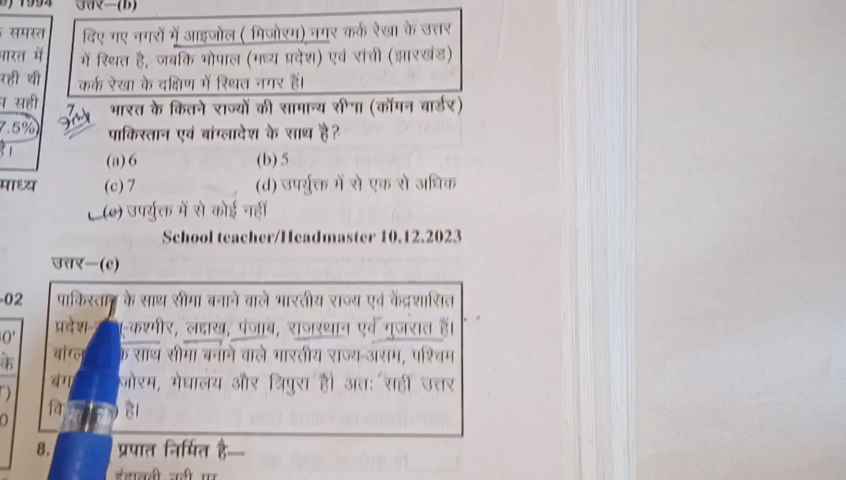 1994
उत्तर—(b)
समस्त
भारत में
रही थी
सही
7.5%)
है।
माध्य
-02
0'
के
दिए गए नगरों में आइजोल ( मिजोरम) नगर कर्क रेखा के उत्तर
में स्थित है, जबकि भोपाल (मध्य प्रदेश) एवं रांची (झारखंड)
कर्क रेखा के दक्षिण में स्थित नगर हैं।
7.
भारत के कितने राज्यों की सामान्य सीमा (कॉमन बार्डर)
पाकिस्तान एवं बांग्लादेश के साथ है?
(a) 6 (b) 5
(c) 7 (d) उपर्युक्त में से एक से अधिक
(e) उपर्युक्त में से कोई नहीं
School teacher/Headmaster 10.12.2023
उत्तर—(e)
पाकिस्तान के साथ सीमा बनाने वाले भारतीय राज्य एवं केंद्रशासित
प्रदेश-कश्मीर, लद्दाख, पंजाब, राजस्थान एवं गुजरात हैं।
के साथ सीमा बनाने वाले भारतीय राज्य-असम, पश्चिम
मेघालय और त्रिपुरा हैं। अतः सही उत्तर
है।
8. प्रपात निर्मित है—